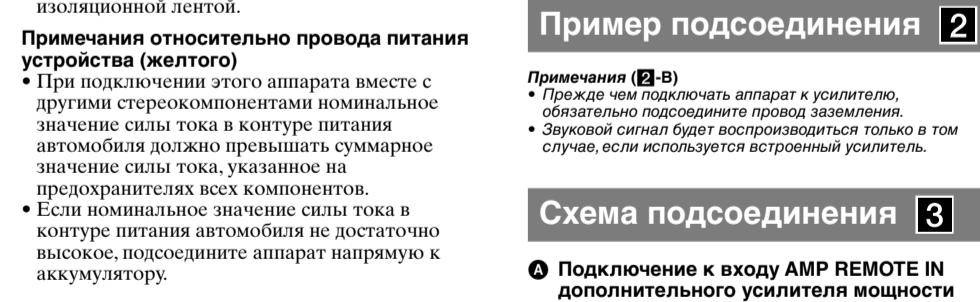 изоляционной лентой.
Примечания относительно провода питания
устройства (желтого)
• При подключении этого аппарата вместе с
другими стереокомпонентами номинальное
значение силы тока в контуре питания
автомобиля должно превышать суммарное
значение силы тока, указанное на
предохранителях всех компонентов.
• Если номинальное значение силы тока в
контуре питания автомобиля не достаточно
высокое, подсоедините аппарат напрямую к
аккумулятору.
Пример подсоединения 2
Примечания (2-B)
• Прежде чем подключать аппарат к усилителю,
обязательно подсоедините провод заземления.
• Звуковой сигнал будет воспроизводиться только в том
случае, если используется встроенный усилитель.
Схема подсоединения 3
A Подключение к входу AMP REMOTE IN
дополнительного усилителя мощности